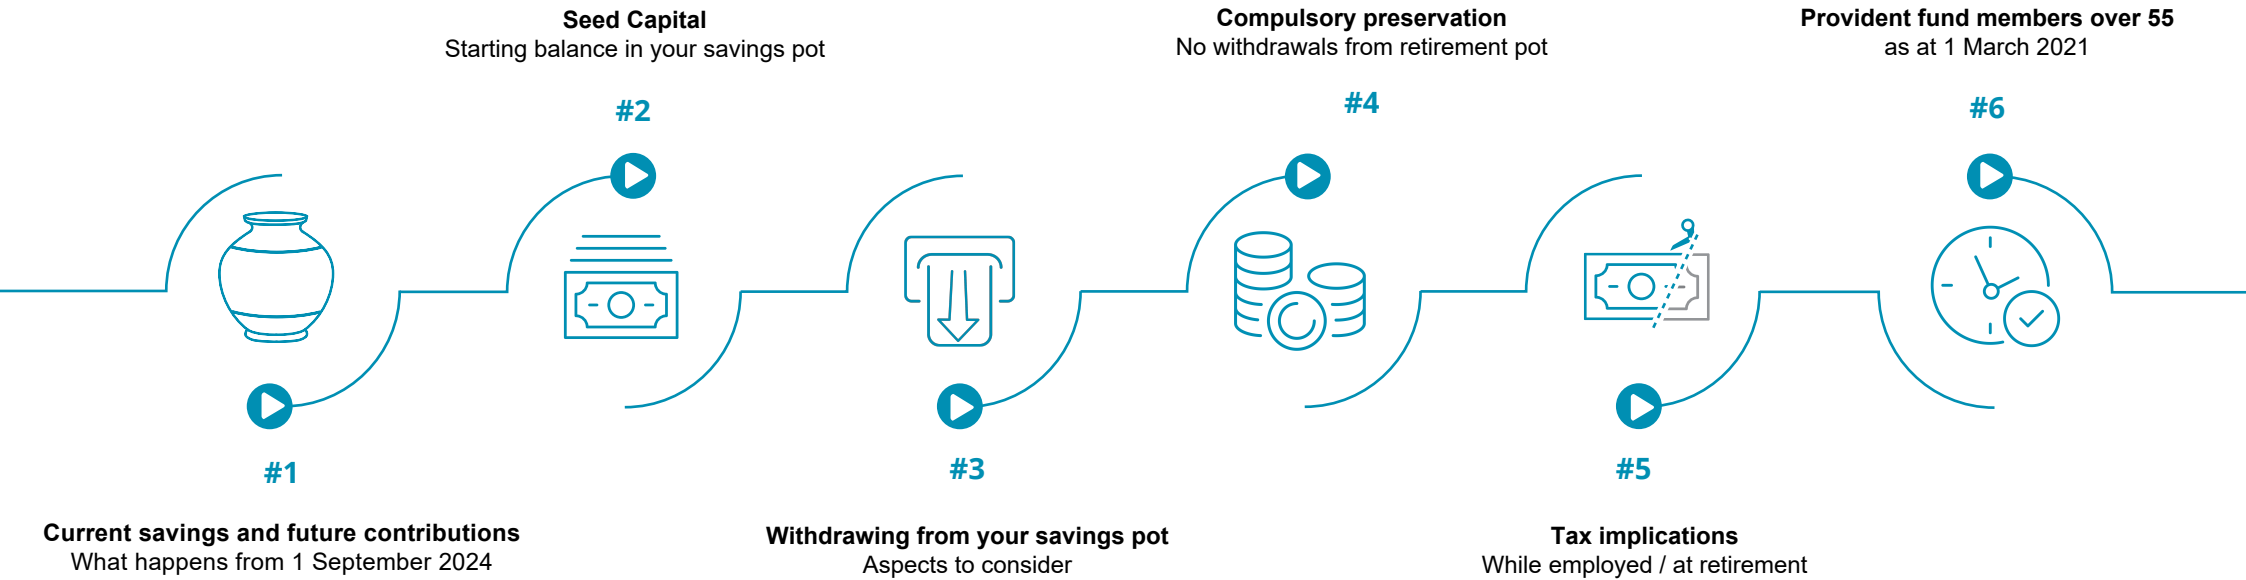 #1
Current savings and future contributions
What happens from 1 September 2024
Seed Capital
Starting balance in your savings pot
#2
#3
Withdrawing from your savings pot
Aspects to consider
Compulsory preservation
No withdrawals from retirement pot
#4
#5
Tax implications
While employed / at retirement
Provident fund members over 55
as at 1 March 2021
#6